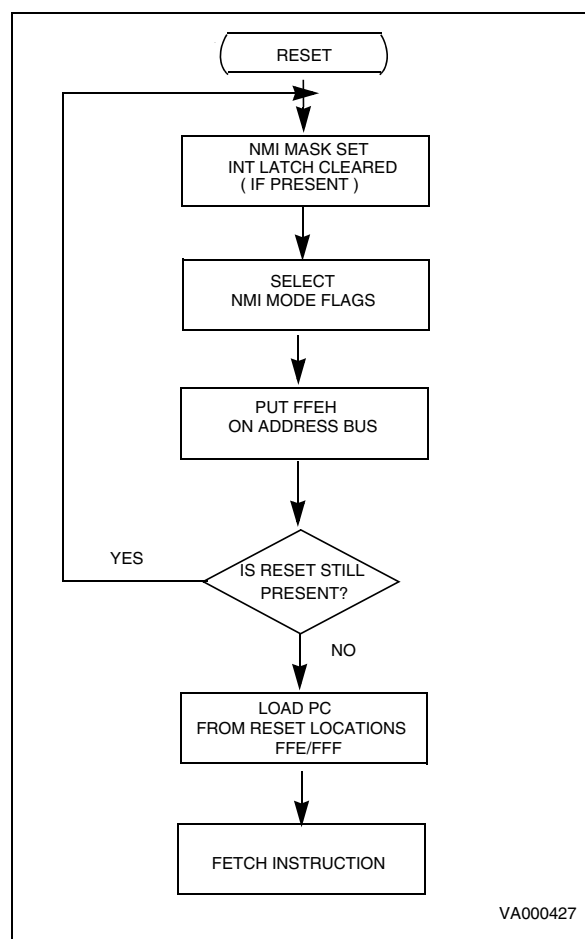 RESET
NMI MASK SET
INT LATCH CLEARED
( IF PRESENT )
SELECT
NMI MODE FLAGS
PUT FFEH
ON ADDRESS BUS
YES
IS RESET STILL
PRESENT?
NO
LOAD PC
FROM RESET LOCATIONS
FFE/FFF
FETCH INSTRUCTION
VA000427